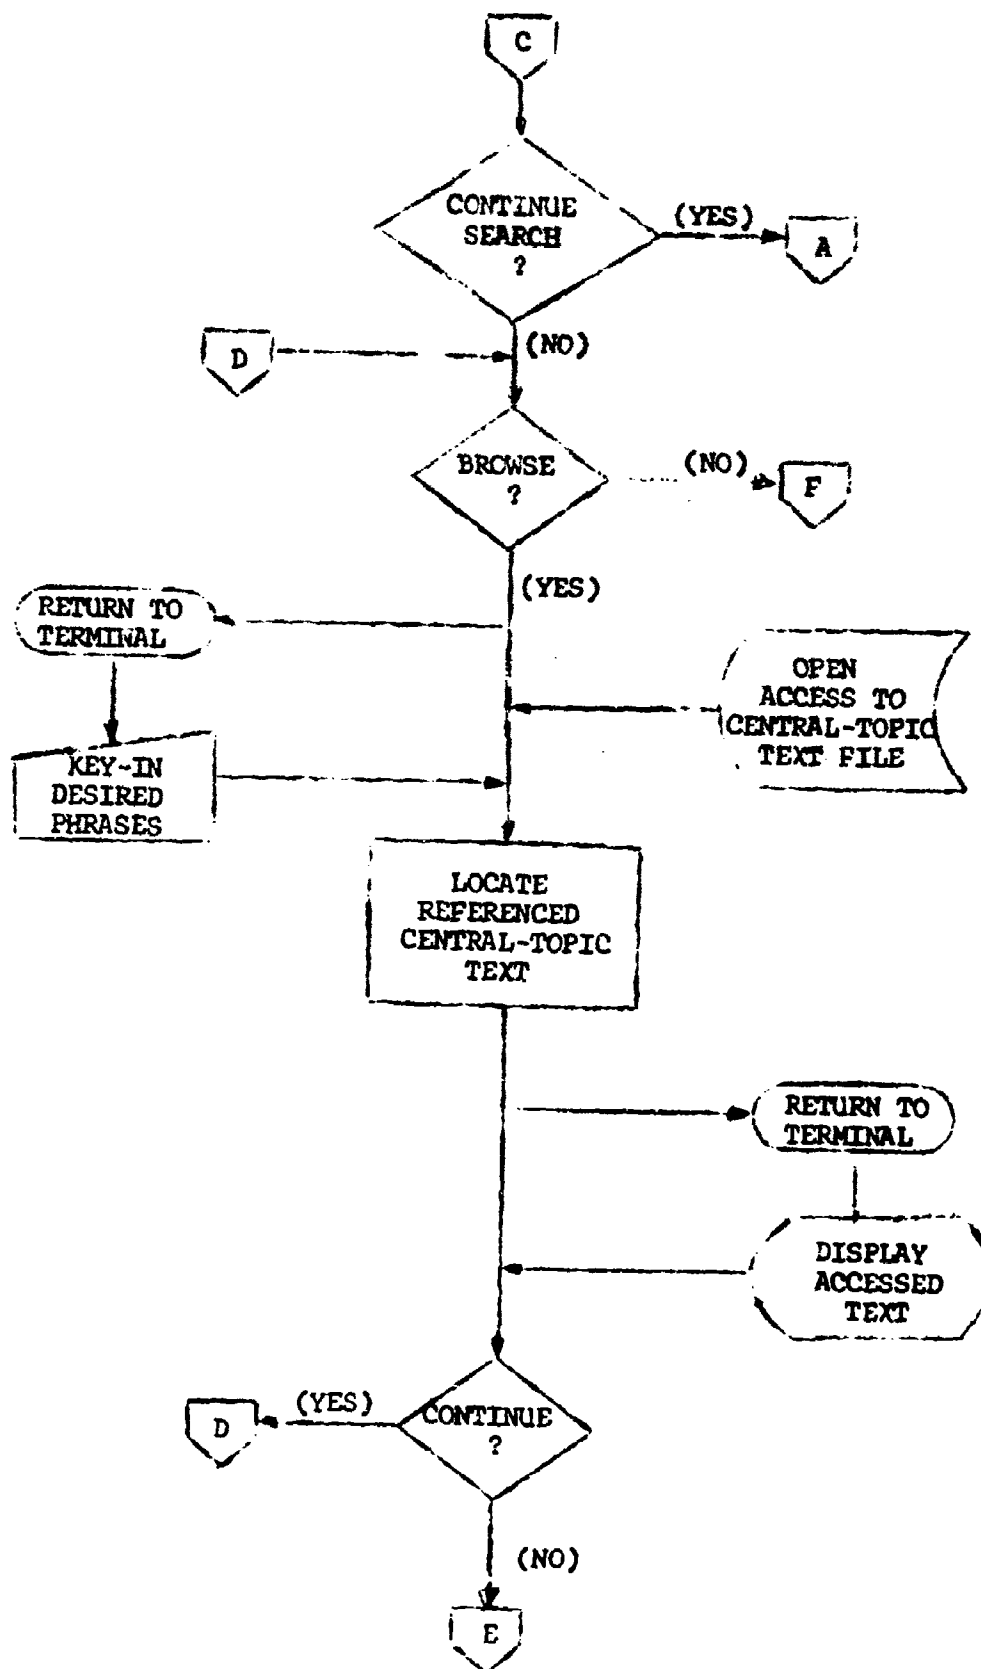 C
CONTINUE
SEARCH
?
(YES)
A
(NO)
D
BROWSE
?
(NO)
F
(YES)
RETURN TO
TERMINAL
OPEN
ACCESS TO
CENTRAL-TOPIC
TEXT FILE
KEY-IN
DESIRED
PHRASES
LOCATE
REFERENCED
CENTRAL-TOPIC
TEXT
RETURN TO
TERMINAL
DISPLAY
ACCESSED
TEXT
CONTINUE
?
(YES)
D
(NO)
E